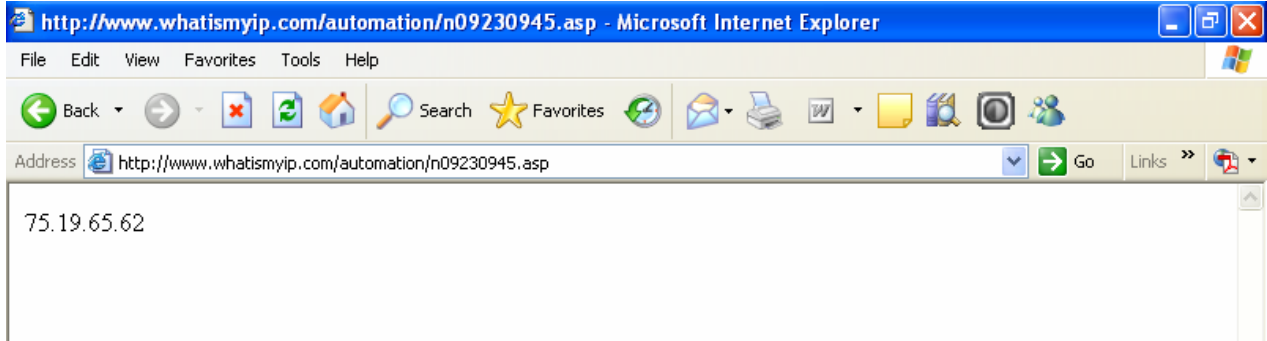 http://www.whatismyip.com/automation/n09230945.asp - Microsoft Internet Explorer
File Edit View Favorites Tools Help
Back Search Favorites W
Address http://www.whatismyip.com/automation/n09230945.asp Go Links »
75.19.65.62